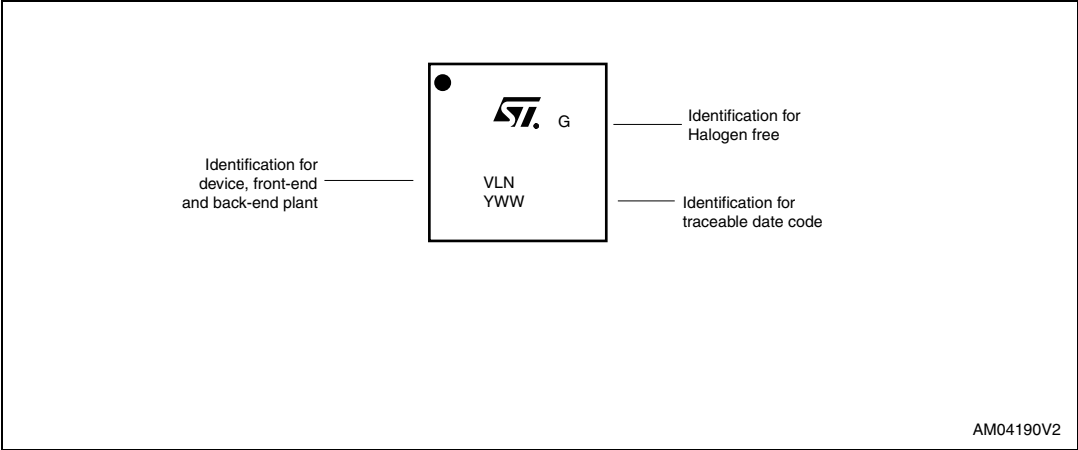 ST.
G
Identification for
Halogen free
Identification for
device, front-end
and back-end plant
VLN
YWW
Identification for
traceable date code
AM04190V2